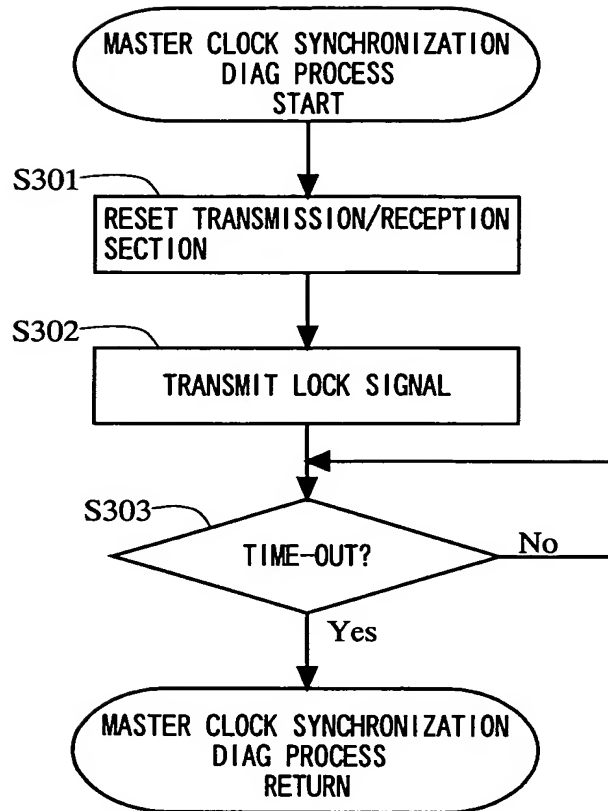 MASTER CLOCK SYNCHRONIZATION
DIAG PROCESS
START
S301
RESET TRANSMISSION/RECEPTION
SECTION
S302
TRANSMIT LOCK SIGNAL
S303
TIME-OUT?
No
Yes
MASTER CLOCK SYNCHRONIZATION
DIAG PROCESS
RETURN